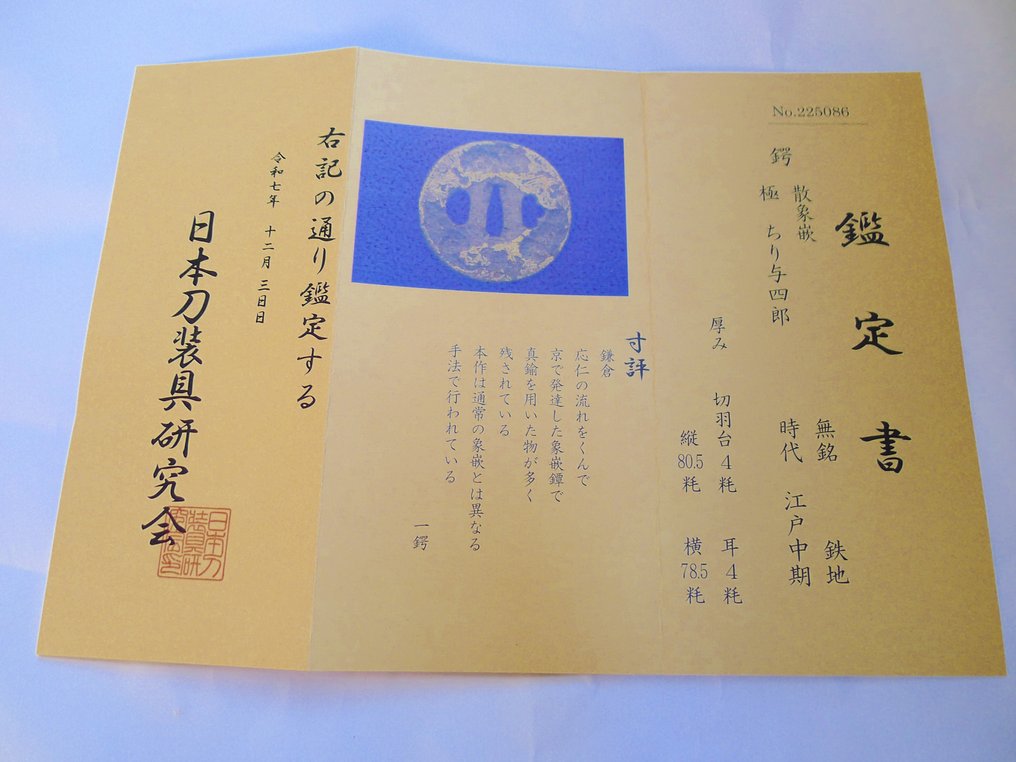 No.225086
鑑定書
鍔 散象嵌
極 ちり与四郎
無銘 鉄地
時代 江戸中期
厚み 切羽台 4 粍 耳 4 粍
縦 80.5 粍 横 78.5 粍
寸評
鎌倉
応仁の流れをくんで
京で発達した象嵌鐔で
真鍮を用いた物が多く
残されている
本作は通常の象嵌とは異なる
手法で行われている
一鍔
右記の通り鑑定する
令和七年 十二月 三日日
日本刀装具研究会